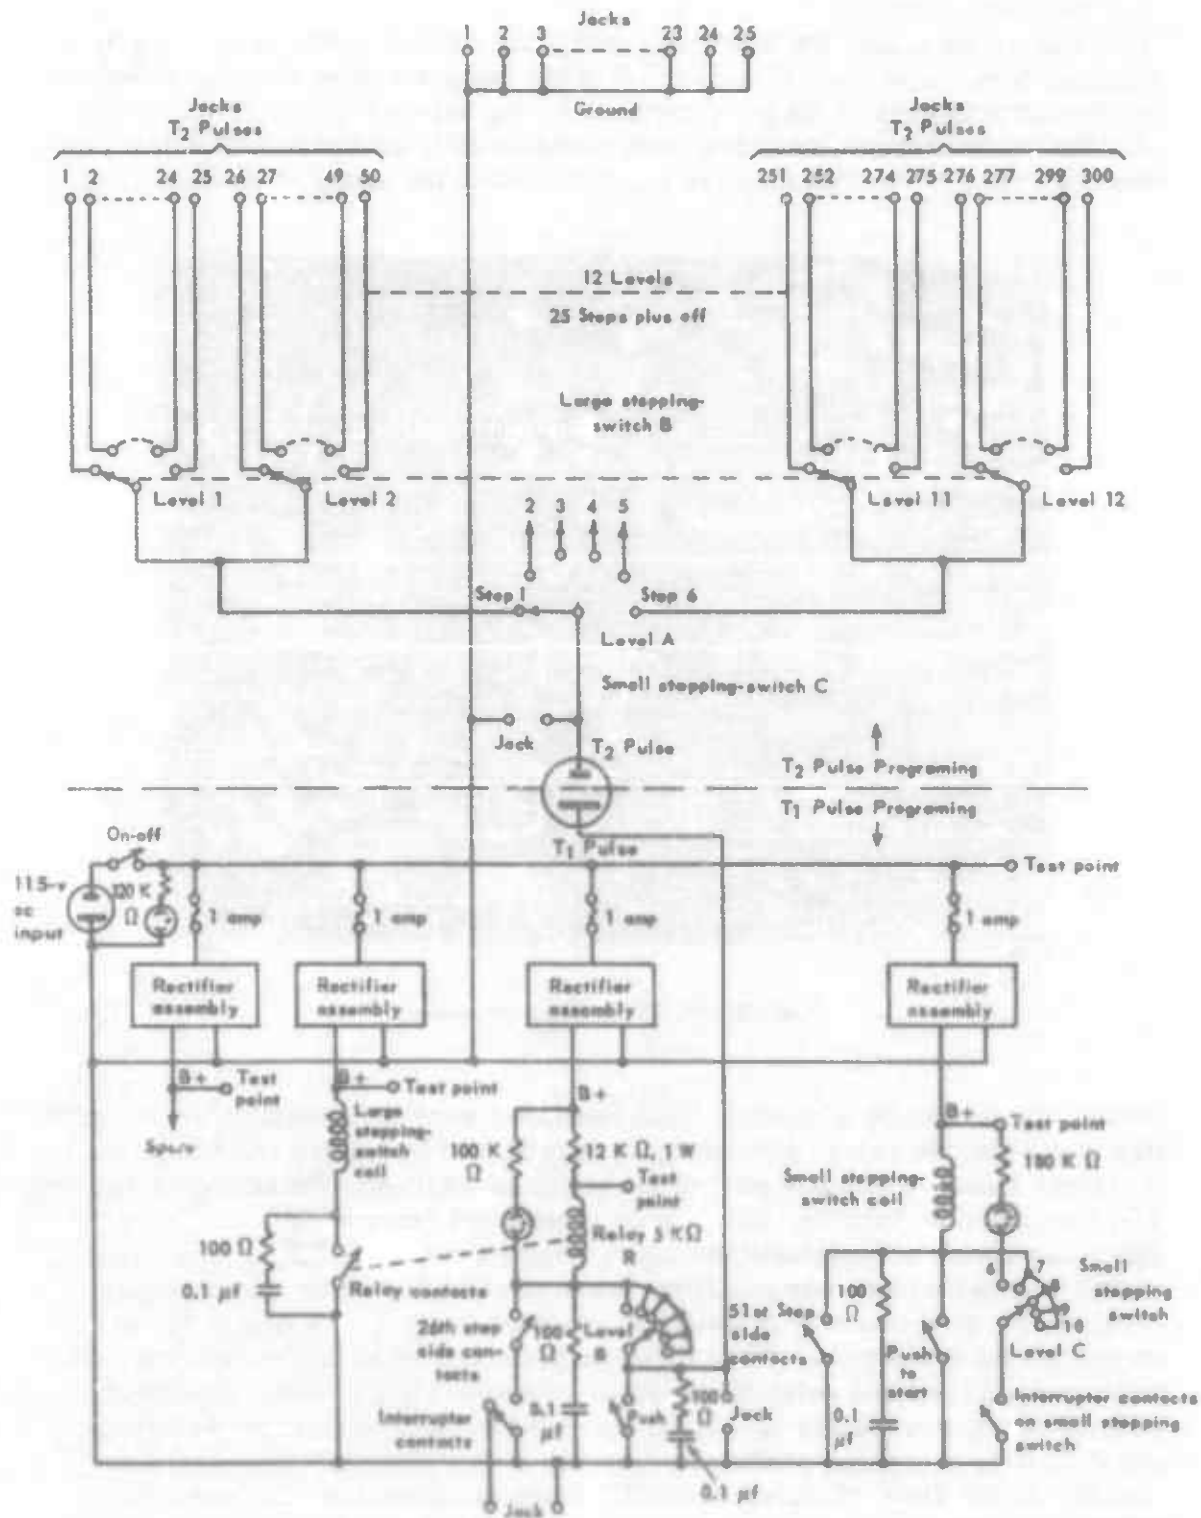 Jacks
1 2 3 23 24 25
Ground
Jacks
T2 Pulses
1 2 24 25 26 27 49 50
Jacks
T2 Pulses
251 252 274 275 276 277 299 300
12 Levels
25 Steps plus off
Large stepping-
switch B
Level 1
Level 2
Level 11
Level 12
2 3 4 5
Step 1
Step 6
Level A
Small stepping-switch C
Jack
T2 Pulse
T2 Pulse Programing
T1 Pulse Programing
T1 Pulse
On-off
115-v
ac
input
120 K
Ω
1 amp
1 amp
1 amp
1 amp
Test point
Rectifier
assembly
Rectifier
assembly
Rectifier
assembly
Rectifier
assembly
B+
Test
point
Spare
B+
Test point
Large
stepping-
switch
coil
100 Ω
0.1 μf
Relay contacts
B+
100 K
Ω
12 K Ω, 1 W
Test
point
Relay 5 KΩ
R
26th step
side con-
tacts
100
Ω
Level
B
Interruptor
contacts
0.1
μf
Push
100
Ω
0.1 μf
Jack
Jack
B+
Test point
180 K Ω
Small stepping-
switch coil
6 7 8 9 10
Small
stepping
switch
Level C
51st Step
side
contacts
100
Ω
0.1
μf
Push
to
start
Interruptor contacts
on small stepping
switch